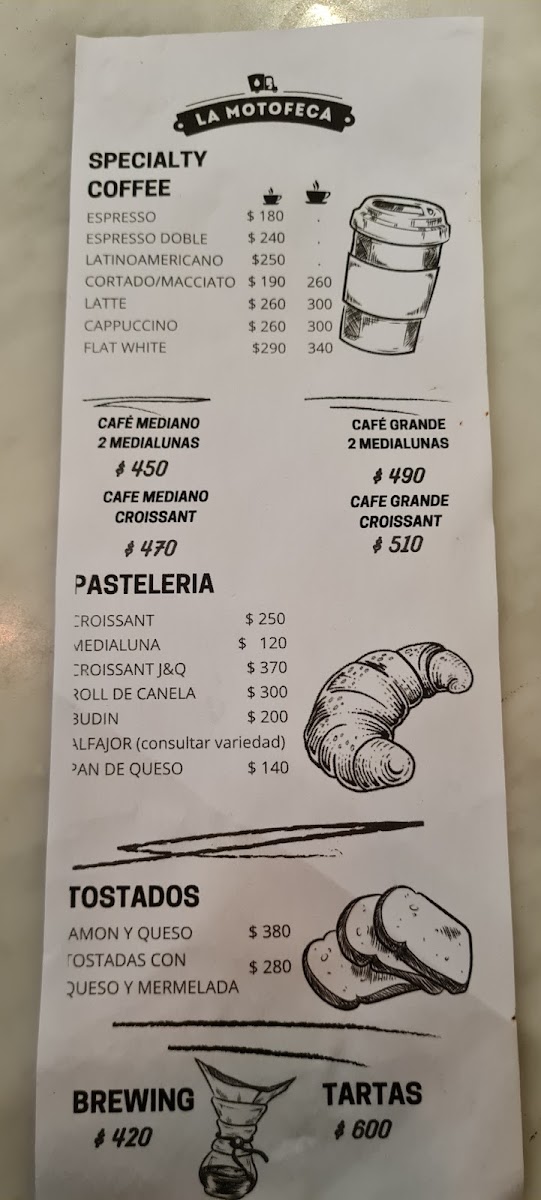 LA MOTOFECA
SPECIALTY
COFFEE
ESPRESSO $ 180 .
ESPRESSO DOBLE $ 240 .
LATINOAMERICANO $250 .
CORTADO/MACCIATO $ 190 260
LATTE $ 260 300
CAPPUCCINO $ 260 300
FLAT WHITE $290 340
CAFÉ MEDIANO
2 MEDIALUNAS
$ 450
CAFE MEDIANO
CROISSANT
$ 470
CAFÉ GRANDE
2 MEDIALUNAS
$ 490
CAFE GRANDE
CROISSANT
$ 510
PASTELERIA
CROISSANT $ 250
MEDIALUNA $ 120
CROISSANT J&Q $ 370
ROLL DE CANELA $ 300
BUDIN $ 200
ALFAJOR (consultar variedad)
PAN DE QUESO $ 140
TOSTADOS
AMON Y QUESO $ 380
TOSTADAS CON
QUESO Y MERMELADA $ 280
BREWING
$ 420
TARTAS
$ 600